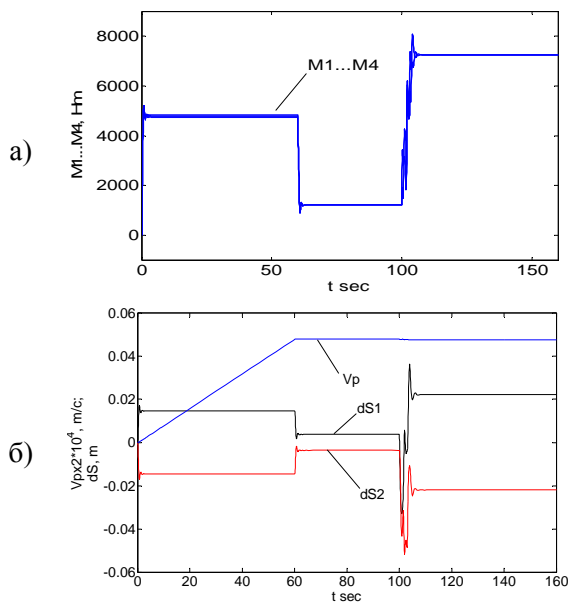 а)
M1...M4, Hm
8000
6000
4000
2000
0
M1...M4
0
50
100
150
t sec
б)
Vpx2*10⁴, m/c;
dS, m
0.06
0.04
0.02
0
-0.02
-0.04
-0.06
Vp
dS1
dS2
0
20
40
60
80
100
120
140
160
t sec